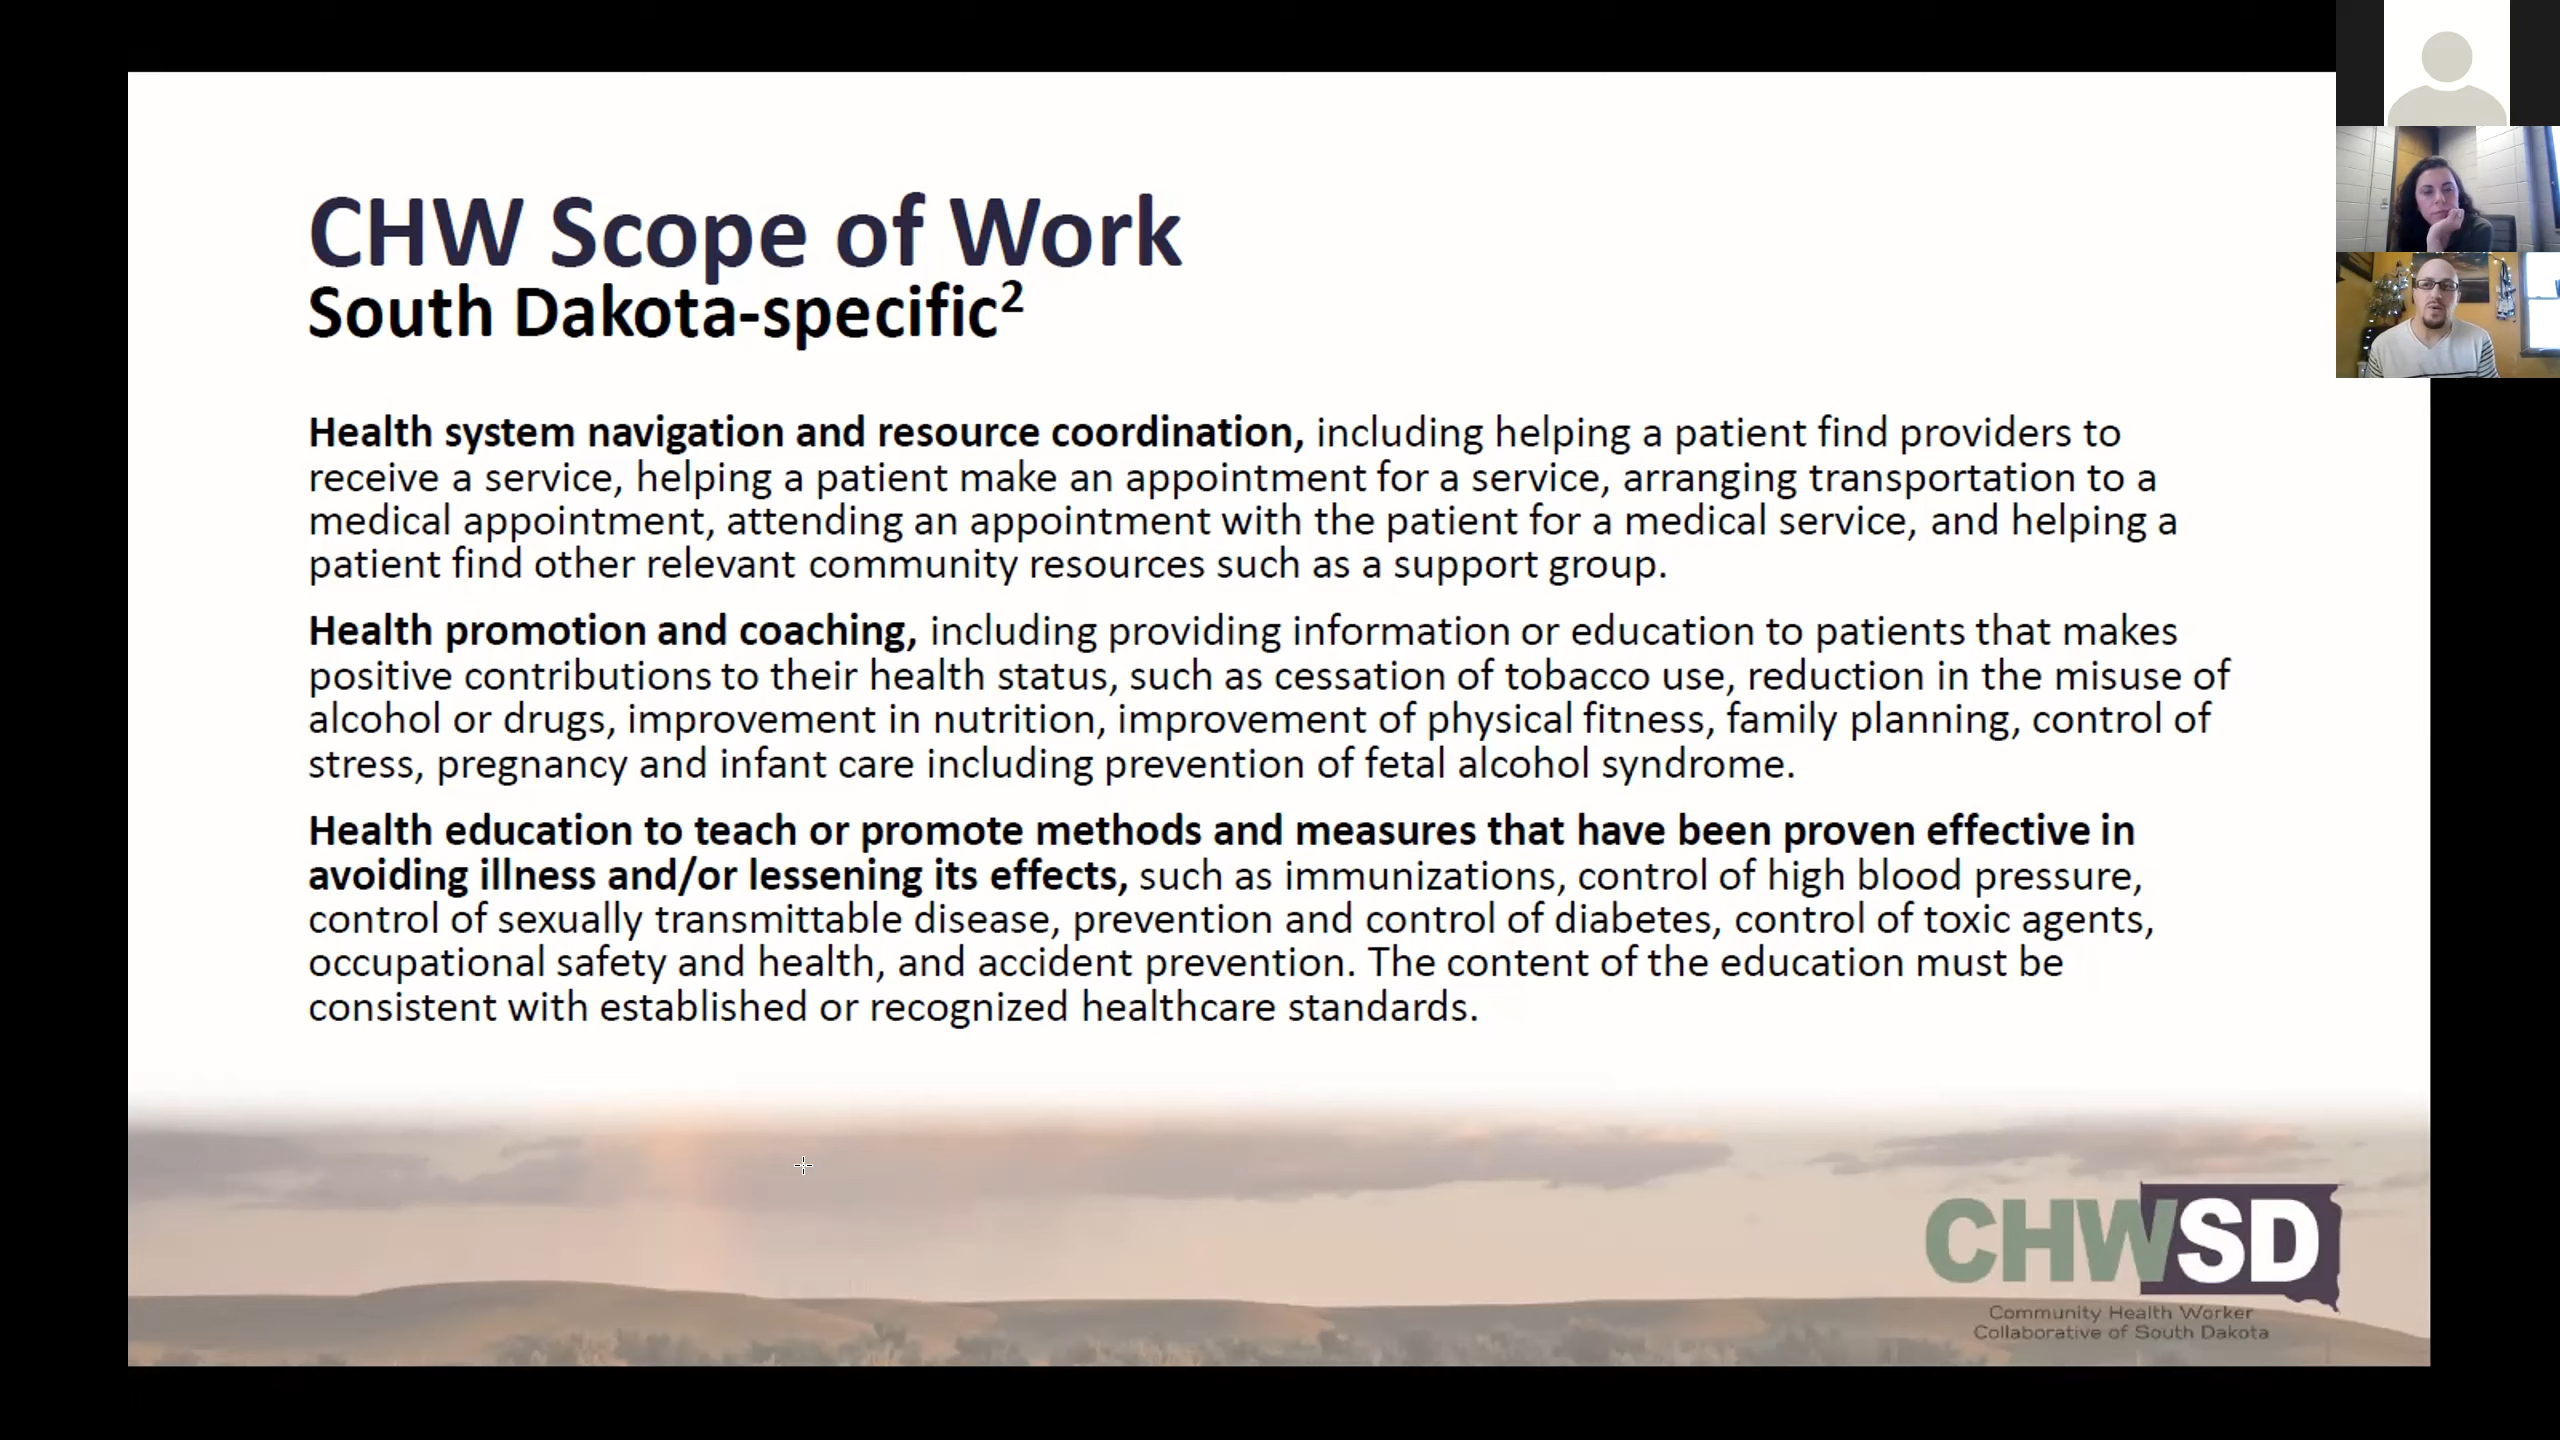 CHW Scope of Work
South Dakota-specific²
Health system navigation and resource coordination, including helping a patient find providers to
receive a service, helping a patient make an appointment for a service, arranging transportation to a
medical appointment, attending an appointment with the patient for a medical service, and helping a
patient find other relevant community resources such as a support group.
Health promotion and coaching, including providing information or education to patients that makes
positive contributions to their health status, such as cessation of tobacco use, reduction in the misuse of
alcohol or drugs, improvement in nutrition, improvement of physical fitness, family planning, control of
stress, pregnancy and infant care including prevention of fetal alcohol syndrome.
Health education to teach or promote methods and measures that have been proven effective in
avoiding illness and/or lessening its effects, such as immunizations, control of high blood pressure,
control of sexually transmittable disease, prevention and control of diabetes, control of toxic agents,
occupational safety and health, and accident prevention. The content of the education must be
consistent with established or recognized healthcare standards.
CHWSD
Community Health Worker
Collaborative of South Dakota